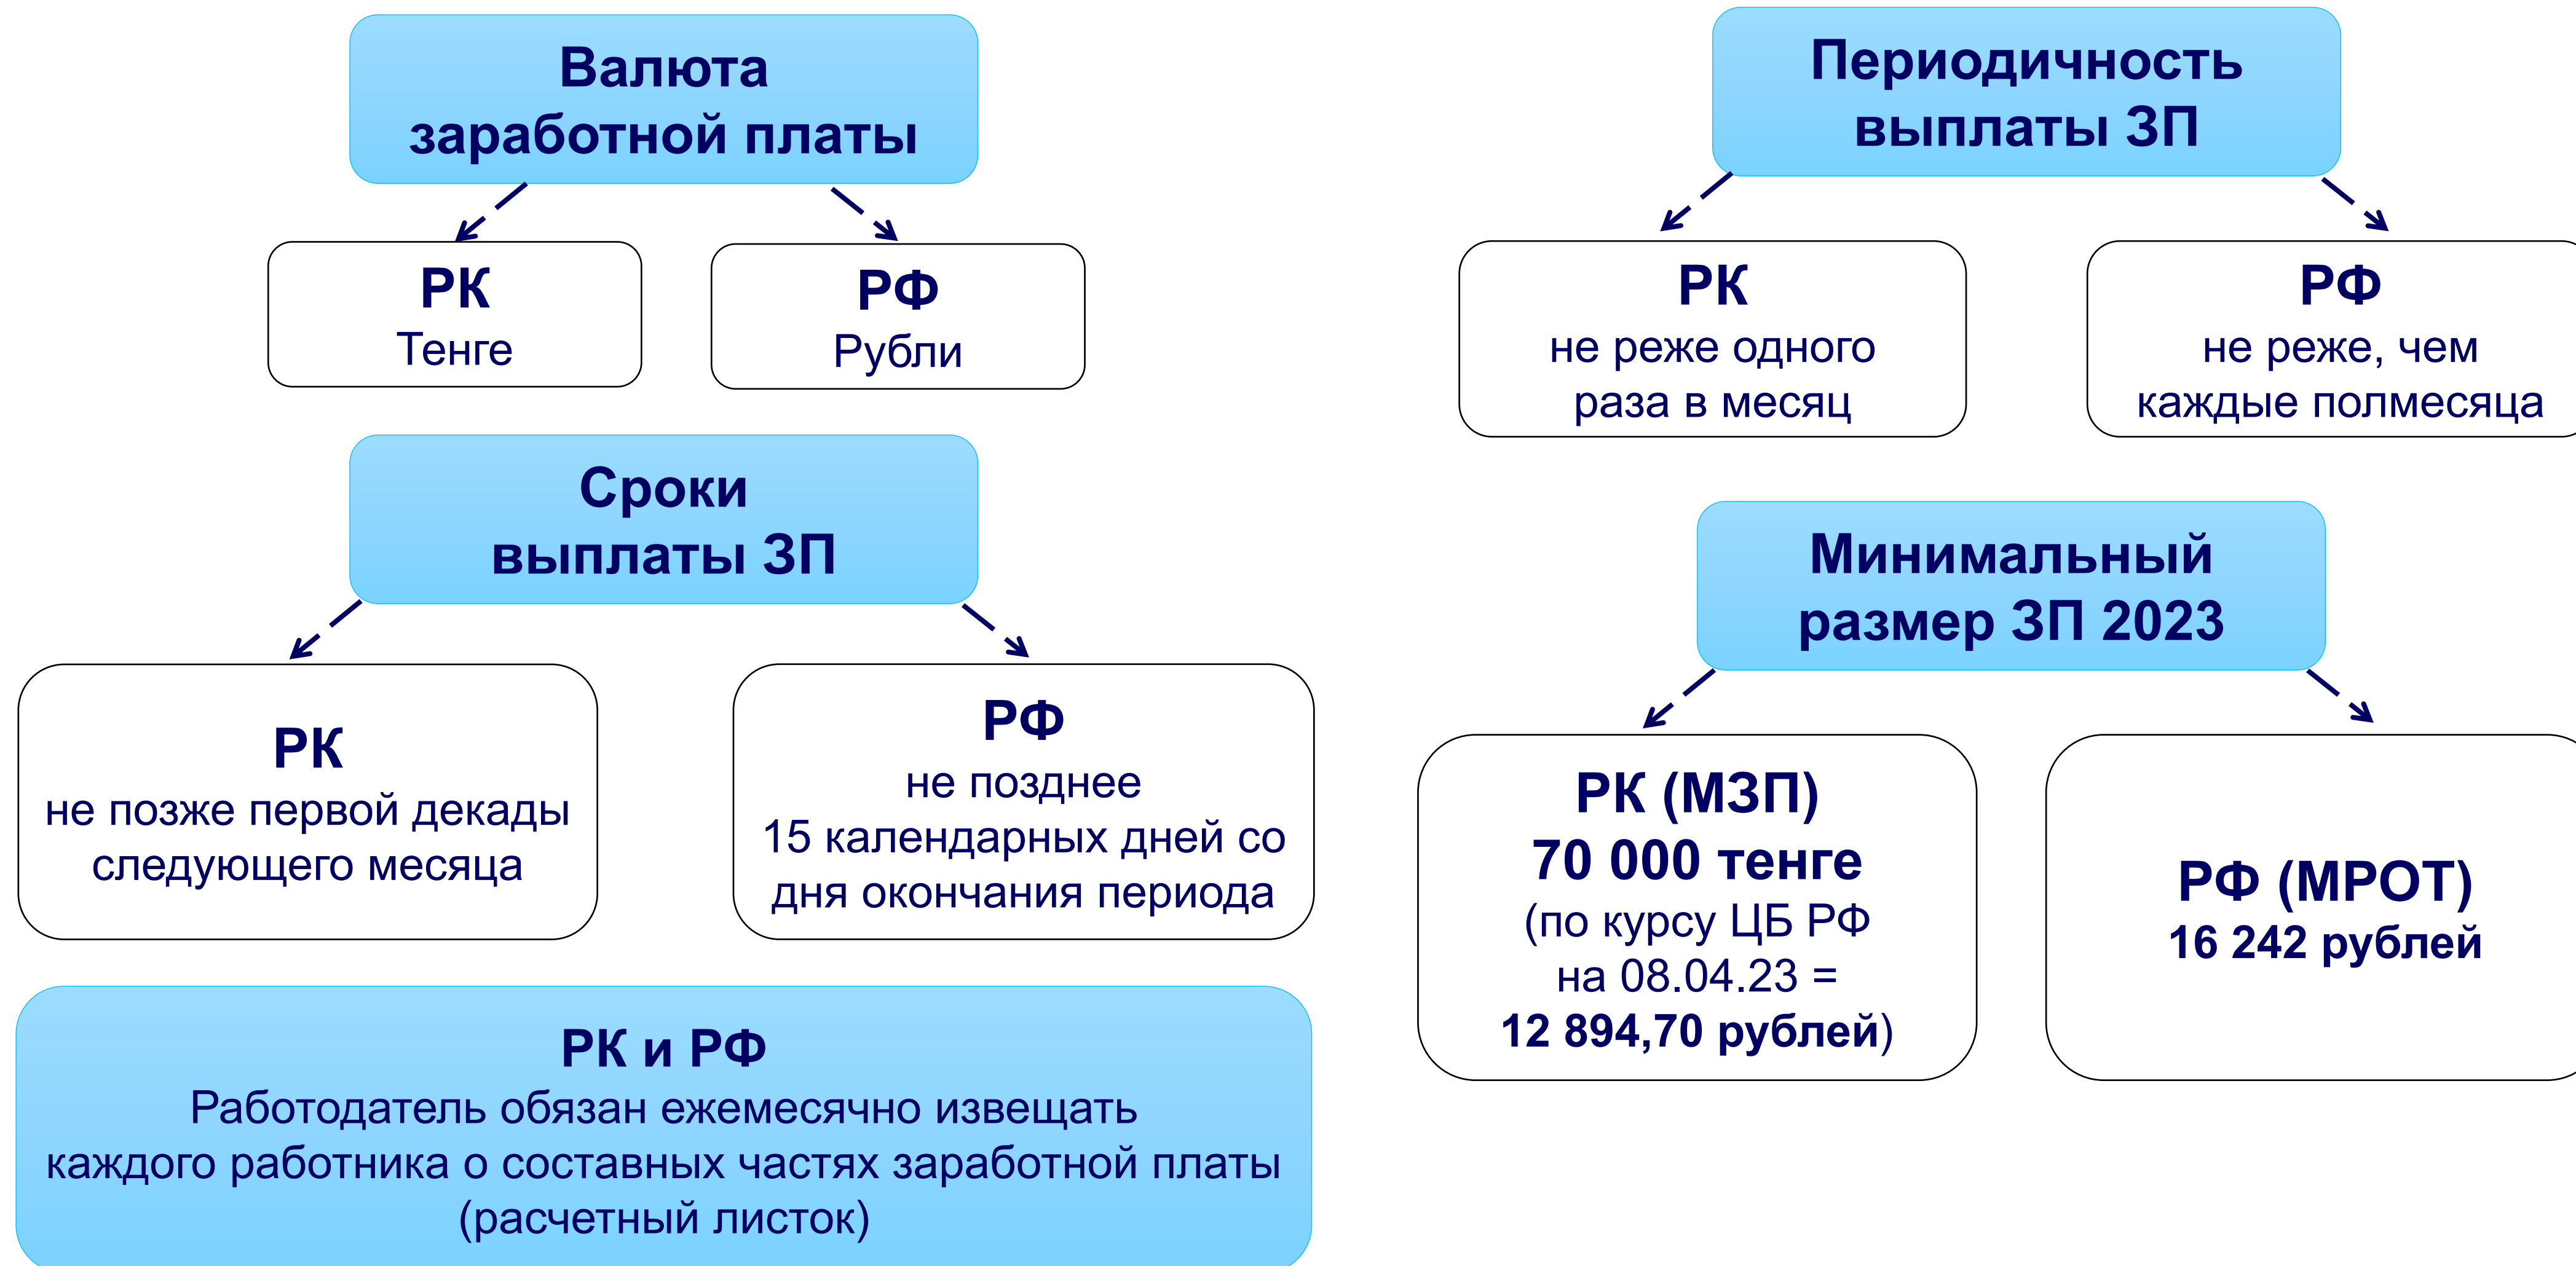 Валюта
заработной платы
РК
Тенге
РФ
Рубли
Сроки
выплаты ЗП
РК
не позже первой декады
следующего месяца
РФ
не позднее
15 календарных дней со
дня окончания периода
РК и РФ
Работодатель обязан ежемесячно извещать
каждого работника о составных частях заработной платы
(расчетный листок)
Периодичность
выплаты ЗП
РК
не реже одного
раза в месяц
РФ
не реже, чем
каждые полмесяца
Минимальный
размер ЗП 2023
РК (МЗП)
70 000 тенге
(по курсу ЦБ РФ
на 08.04.23 =
12 894,70 рублей)
РФ (МРОТ)
16 242 рублей